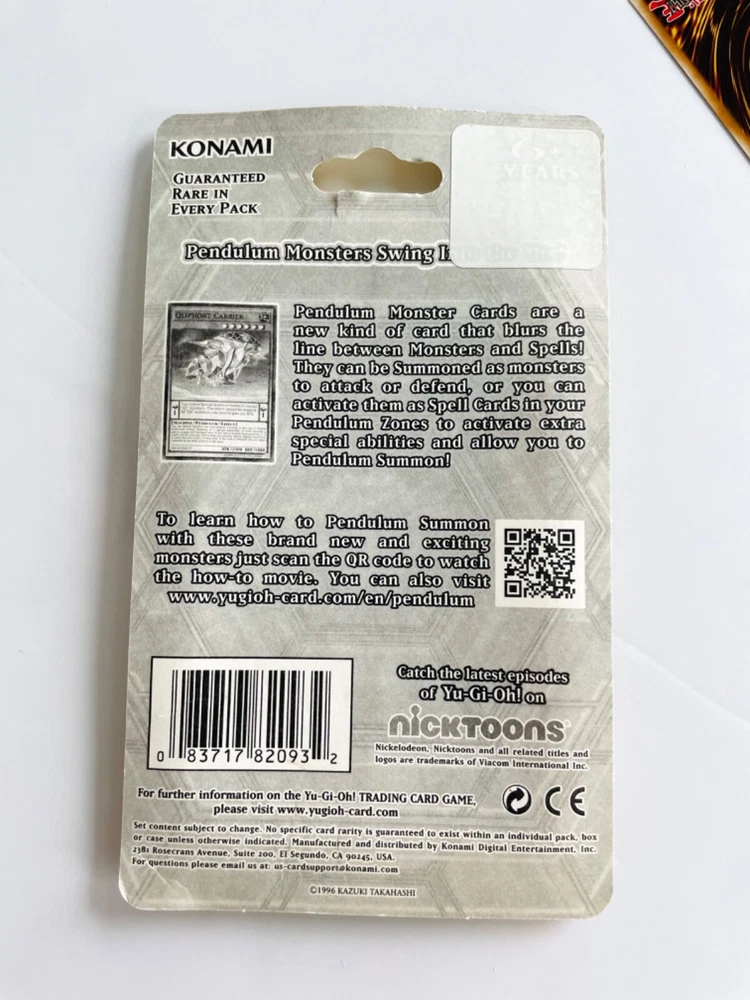 KONAMI
GUARANTEED
RARE IN
EVERY PACK
6+
YEARS
Pendulum Monsters Swing
QLIPHORT CARRIER
Pendulum Monster Cards are a
new kind of card that blurs the
line between Monsters and Spells!
They can be Summoned as monsters
to attack or defend, or you can
activate them as Spell Cards in your
Pendulum Zones to activate extra
special abilities and allow you to
Pendulum Summon!
To learn how to Pendulum Summon
with these brand new and exciting
monsters just scan the QR code to watch
the how-to movie. You can also visit
www.yugioh-card.com/en/pendulum
Catch the latest episodes
of Yu-Gi-Oh! on
nickToons
Nickelodeon, Nicktoons and all related titles and
logos are trademarks of Viacom International Inc.
0 83717 82093 2
For further information on the Yu-Gi-Oh! TRADING CARD GAME,
please visit www.yugioh-card.com
CE
Set content subject to change. No specific card rarity is guaranteed to exist within an individual pack, box
or case unless otherwise indicated. Manufactured and distributed by Konami Digital Entertainment, Inc.
2381 Rosecrans Avenue, Suite 200, El Segundo, CA 90245, USA.
For questions please email us at: us-cardsupport@konami.com
©1996 KAZUKI TAKAHASHI